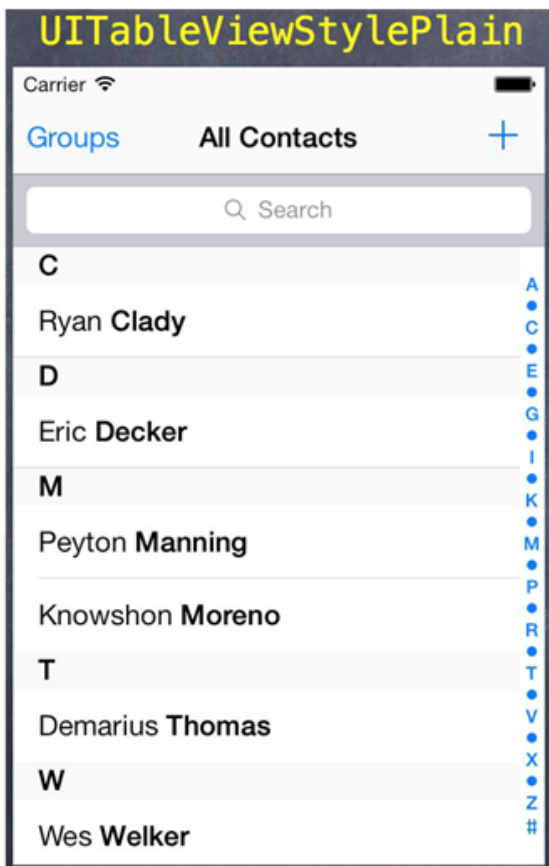 UITableViewStylePlain
Carrier
Groups All Contacts +
Search
C
Ryan Clady
D
Eric Decker
M
Peyton Manning
Knowshon Moreno
T
Demarius Thomas
W
Wes Welker
A
C
E
G
I
K
M
P
R
T
V
X
Z
#